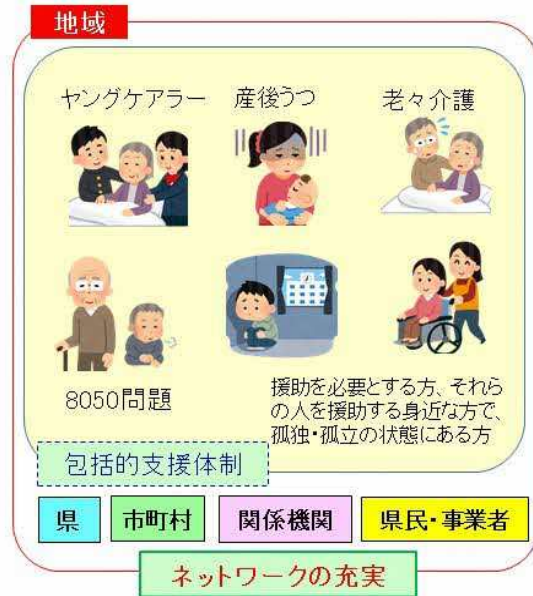 地域
ヤングケアラー
産後うつ
老々介護
8050問題
援助を必要とする方、それら
の人を援助する身近な方で、
孤独・孤立の状態にある方
包括的支援体制
県
市町村
関係機関
県民・事業者
ネットワークの充実